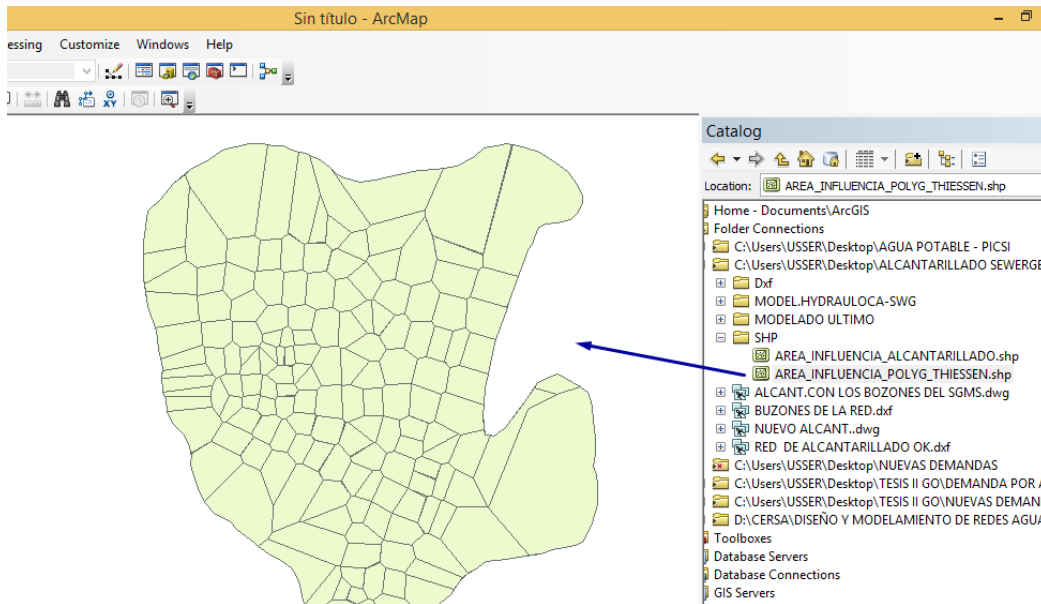 Sin título - ArcMap
essing Customize Windows Help
XY
Catalog
Location: AREA_INFLUENCIA_POLYG_THIESSEN.shp
Home - Documents\ArcGIS
Folder Connections
C:\Users\USSER\Desktop\AGUA POTABLE - PICSI
C:\Users\USSER\Desktop\ALCANTARILLADO SEWERGE
Dxf
MODEL.HYDRAULOCA-SWG
MODELADO ULTIMO
SHP
AREA_INFLUENCIA_ALCANTARILLADO.shp
AREA_INFLUENCIA_POLYG_THIESSEN.shp
ALCANT.CON LOS BOZONES DEL SGMS.dwg
BUZONES DE LA RED.dxf
NUEVO ALCANT..dwg
RED DE ALCANTARILLADO OK.dxf
C:\Users\USSER\Desktop\NUEVAS DEMANDAS
C:\Users\USSER\Desktop\TESIS II GO\DEMANDA POR A
C:\Users\USSER\Desktop\TESIS II GO\NUEVAS DEMAN
D:\CERSA\DISEÑO Y MODELAMIENTO DE REDES AGUA
Toolboxes
Database Servers
Database Connections
GIS Servers